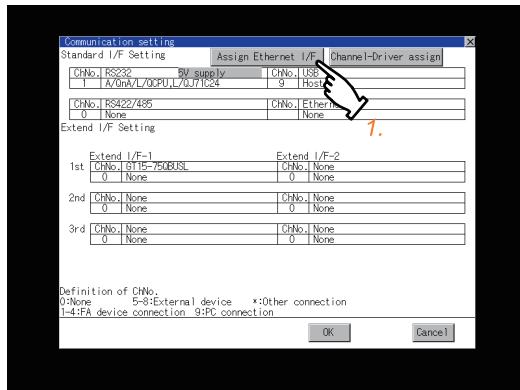 Communication setting
Standard I/F Setting Assign Ethernet I/F Channel-Driver assign
ChNo. RS232 5V supply ChNo. USB
1 A/QnA/L/QCPU,L/QJ71C24 9 Host
ChNo. RS422/485 ChNo. Ethernet
0 None None
Extend I/F Setting
1.
Extend I/F-1 Extend I/F-2
1st ChNo. GT15-75QBUSL ChNo. None
0 None 0 None
2nd ChNo. None ChNo. None
0 None 0 None
3rd ChNo. None ChNo. None
0 None 0 None
Definition of ChNo.
0:None 5-8:External device *:Other connection
1-4:FA device connection 9:PC connection
OK Cancel